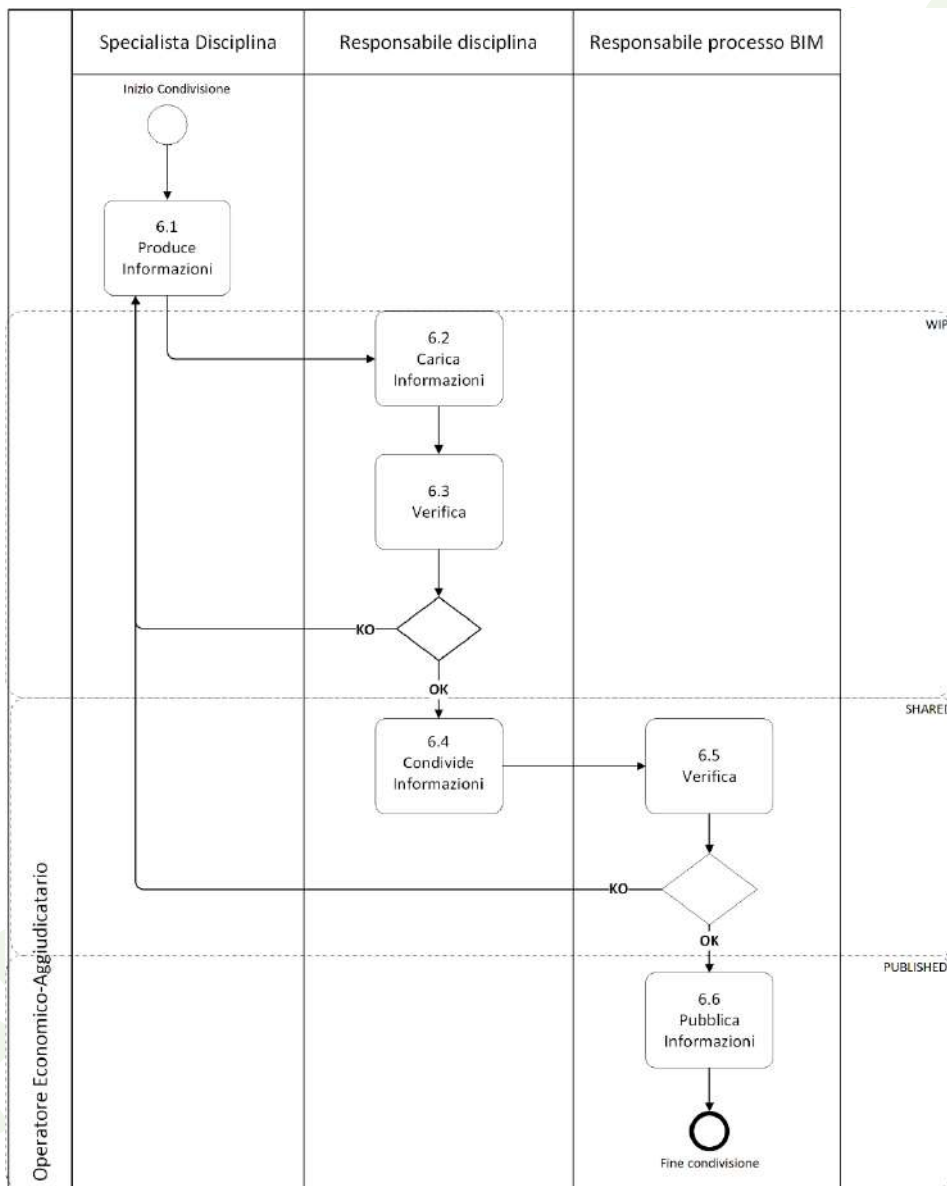 Specialista Disciplina
Responsabile disciplina
Responsabile processo BIM
Inizio Condivisione
6.1
Produce
Informazioni
WIP
6.2
Carica
Informazioni
6.3
Verifica
KO
OK
SHARED
6.4
Condivide
Informazioni
6.5
Verifica
KO
OK
PUBLISHED
6.6
Pubblica
Informazioni
Fine condivisione
Operatore Economico-Aggiudicatario